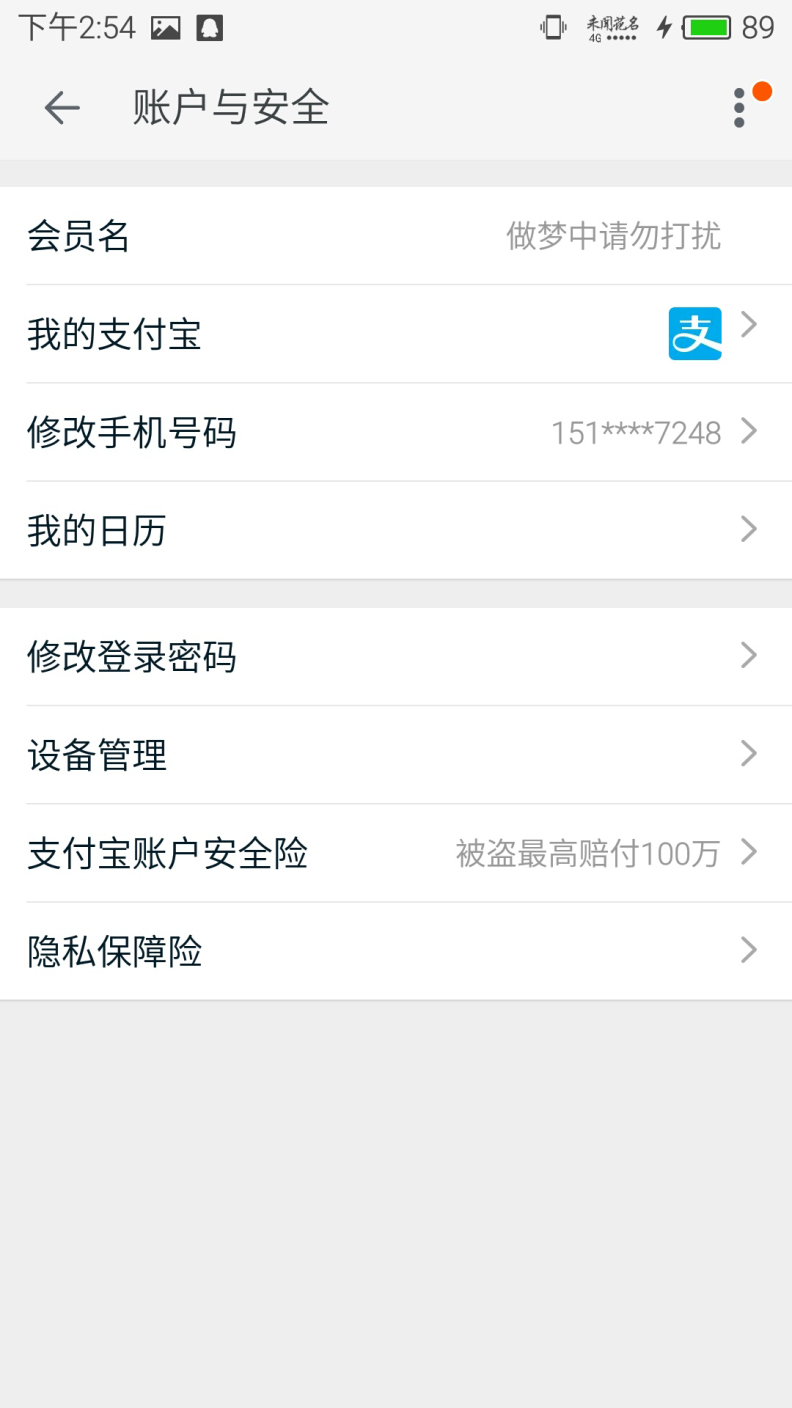 下午2:54 未闻花名 4G 89
账户与安全
会员名 做梦中请勿打扰
我的支付宝 支
修改手机号码 151****7248
我的日历
修改登录密码
设备管理
支付宝账户安全险 被盗最高赔付100万
隐私保障险